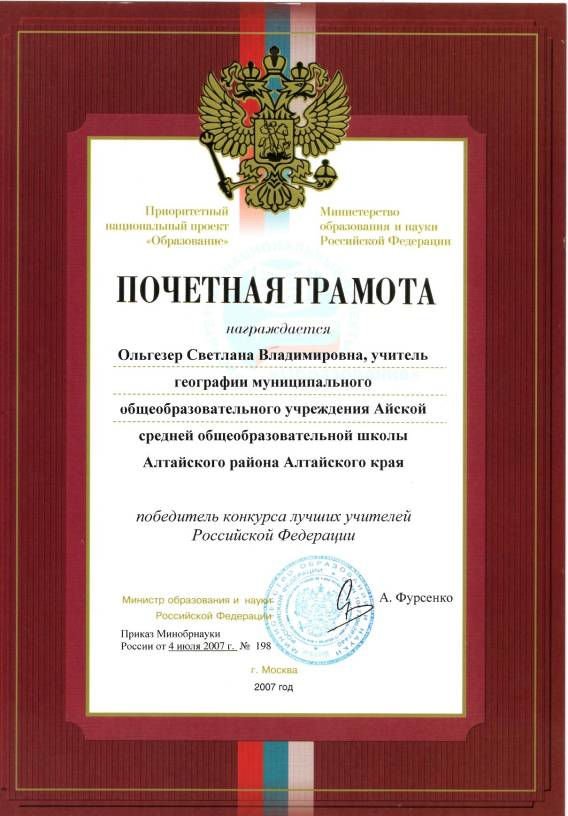 Приоритетный
национальный проект
«Образование»
Министерство
образования и науки
Российской Федерации
ПОЧЕТНАЯ ГРАМОТА
награждается
Ольгезер Светлана Владимировна, учитель
географии муниципального
общеобразовательного учреждения Айской
средней общеобразовательной школы
Алтайского района Алтайского края
победитель конкурса лучших учителей
Российской Федерации
Министр образования и науки
Российской Федерации
А. Фурсенко
Приказ Минобрнауки
России от 4 июля 2007 г. № 198
г. Москва
2007 год